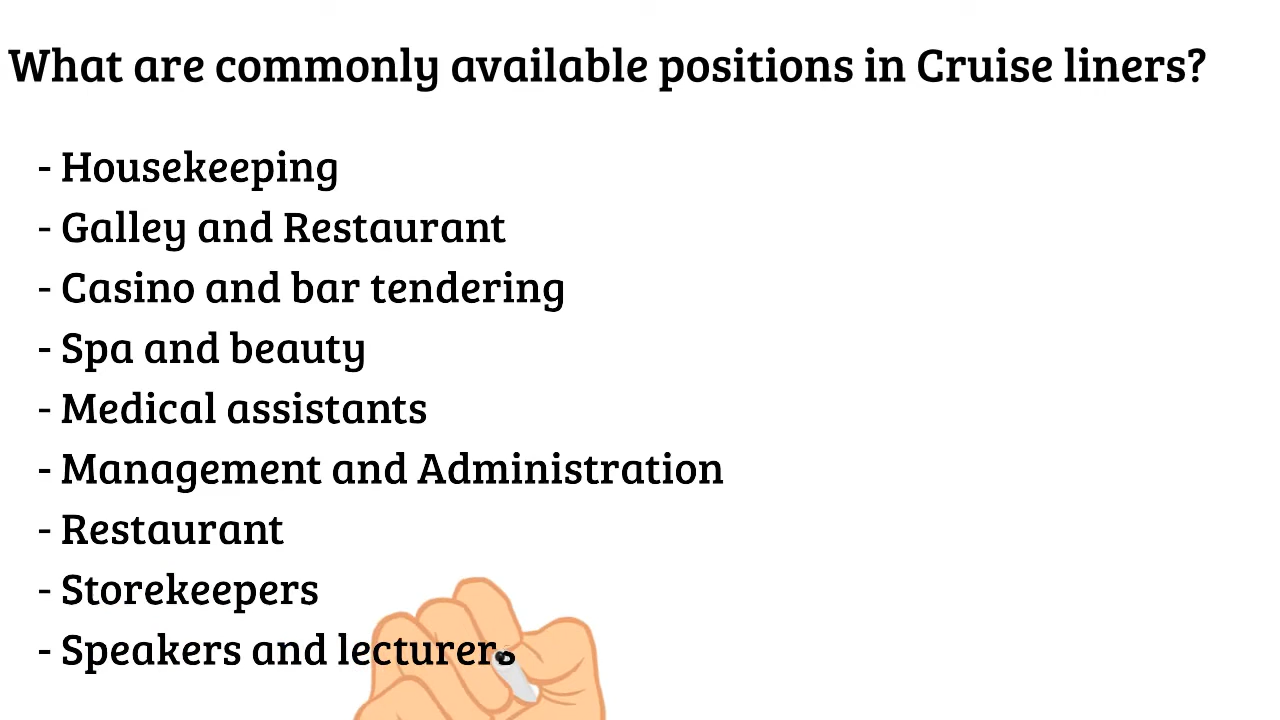 What are commonly available positions in Cruise liners?
- Housekeeping
- Galley and Restaurant
- Casino and bar tendering
- Spa and beauty
- Medical assistants
- Management and Administration
- Restaurant
- Storekeepers
- Speakers and lecturers